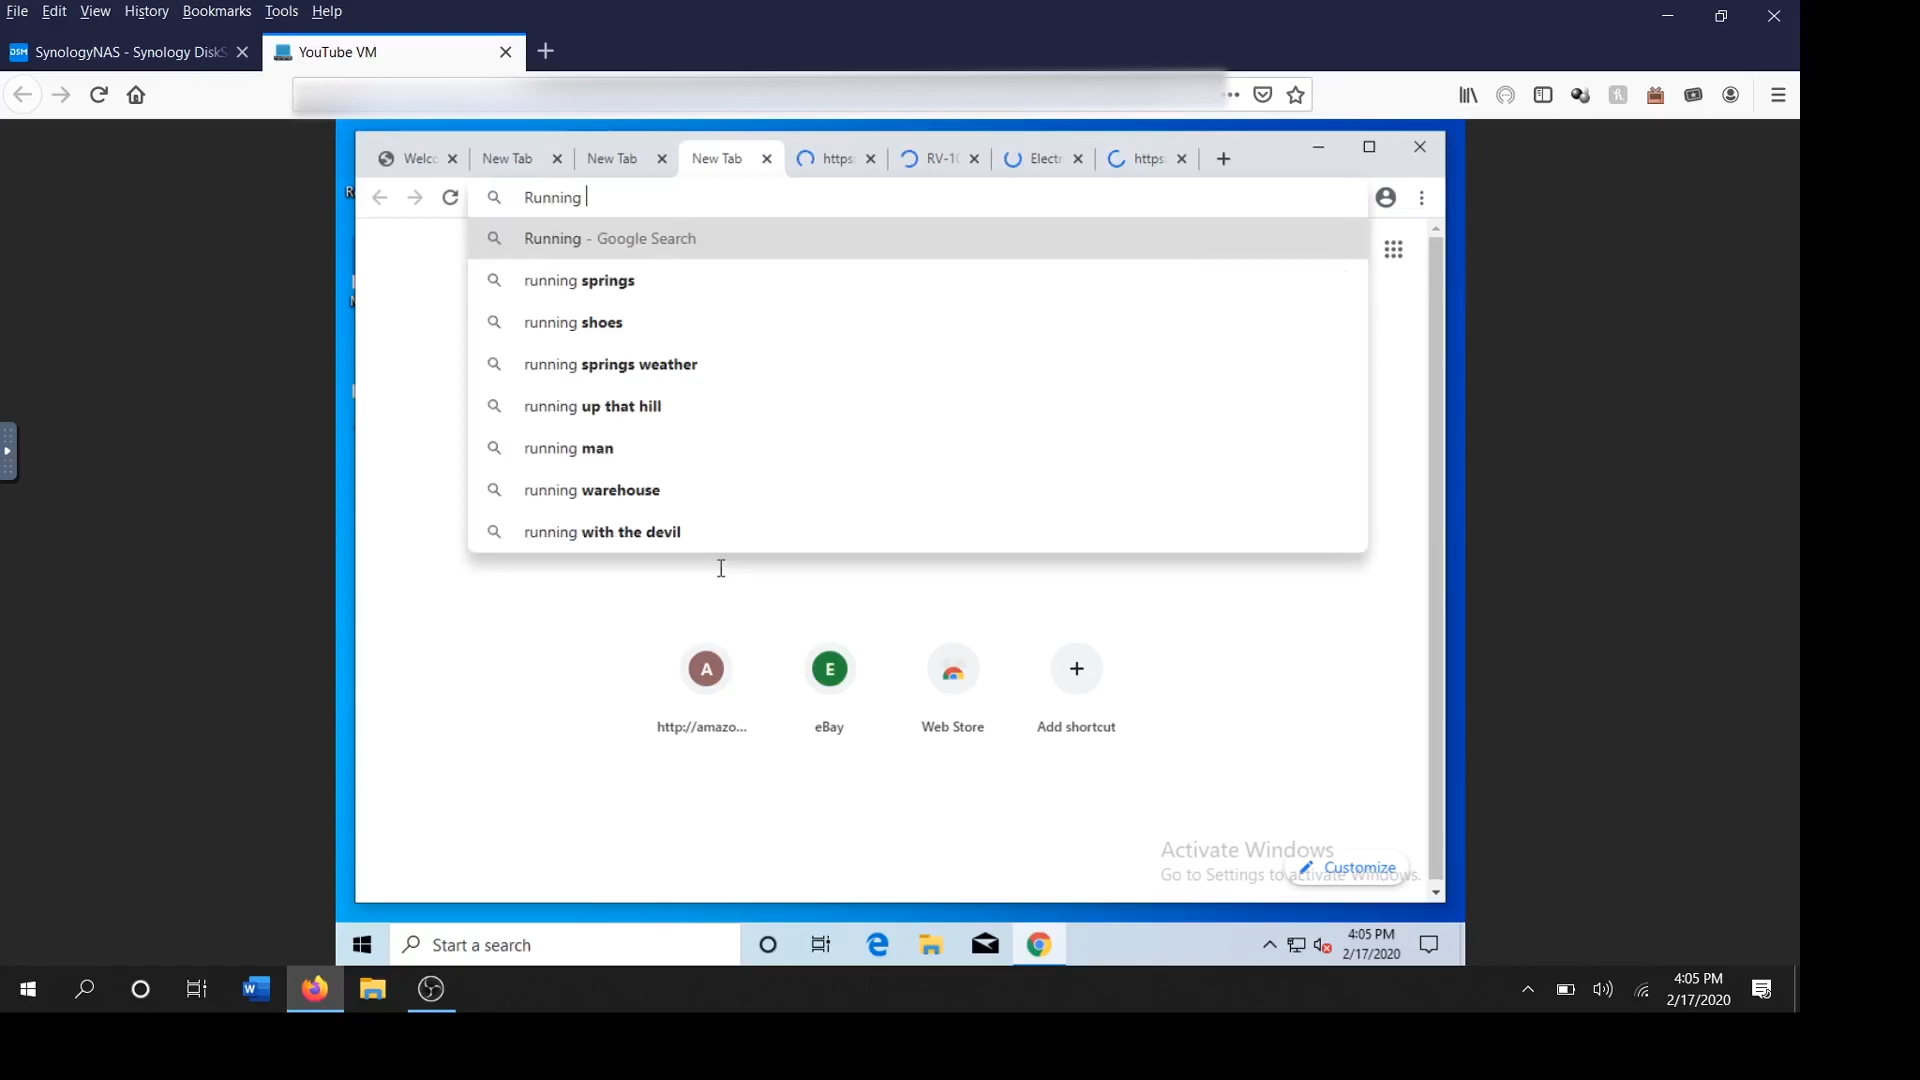 File Edit View History Bookmarks Tools Help
SynologyNAS - Synology DiskS
YouTube VM
Welc
New Tab
New Tab
New Tab
https:
RV-1
Electr
https:
Running
Running - Google Search
running springs
running shoes
running springs weather
running up that hill
running man
running warehouse
running with the devil
A
E
http://amazo...
eBay
Web Store
Add shortcut
Activate Windows
Go to Settings to activate Windows.
Customize
Start a search
4:05 PM
2/17/2020
4:05 PM
2/17/2020